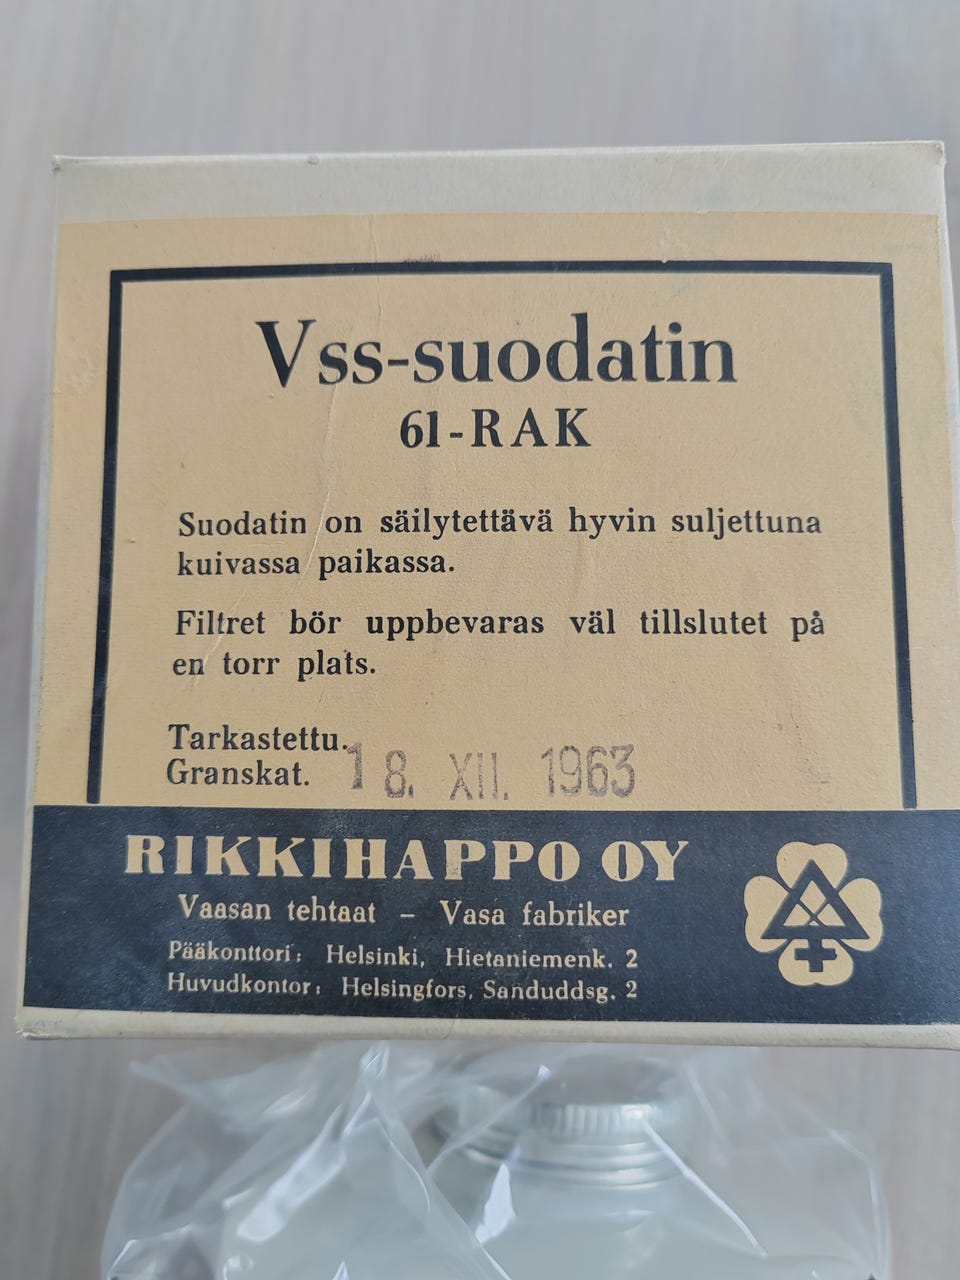 Vss-suodatin
61-RAK
Suodatin on säilytettävä hyvin suljettuna
kuivassa paikassa.
Filtret bör uppbevaras väl tillslutet på
en torr plats.
Tarkastettu.
Granskat. 18. XII. 1963
RIKKIHAPPO OY
Vaasan tehtaat – Vasa fabriker
Pääkonttori: Helsinki, Hietaniemenk. 2
Huvudkontor: Helsingfors, Sanduddsg. 2